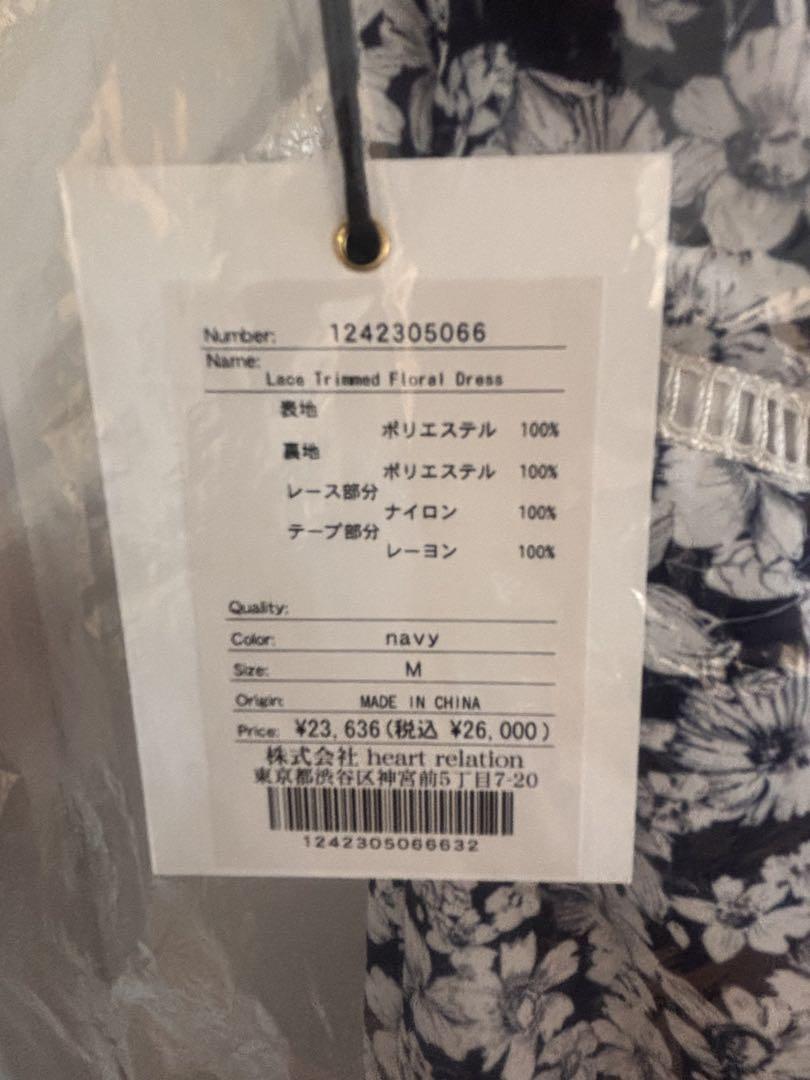 Number: 1242305066
Name:
Lace Trimmed Floral Dress
表地
ポリエステル 100%
裏地
ポリエステル 100%
レース部分
ナイロン 100%
テープ部分
レーヨン 100%
Quality:
Color: navy
Size: M
Origin: MADE IN CHINA
Price: ¥23,636(税込 ¥26,000)
株式会社 heart relation
東京都渋谷区神宮前5丁目7-20
1242305066632